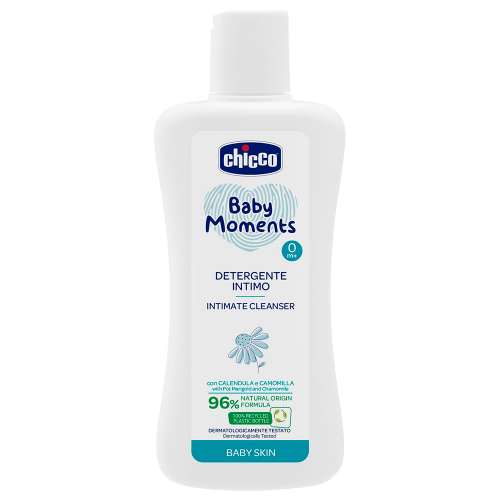 chicco
Baby
Moments
0
m+
DETERGENTE
INTIMO
INTIMATE CLEANSER
con CALENDULA e CAMOMILLA
with Pot Marigold and Chamomile
96% NATURAL ORIGIN
FORMULA
100% RECYCLED
PLASTIC BOTTLE
DERMATOLOGICAMENTE TESTATO
Dermatologically Tested
BABY SKIN